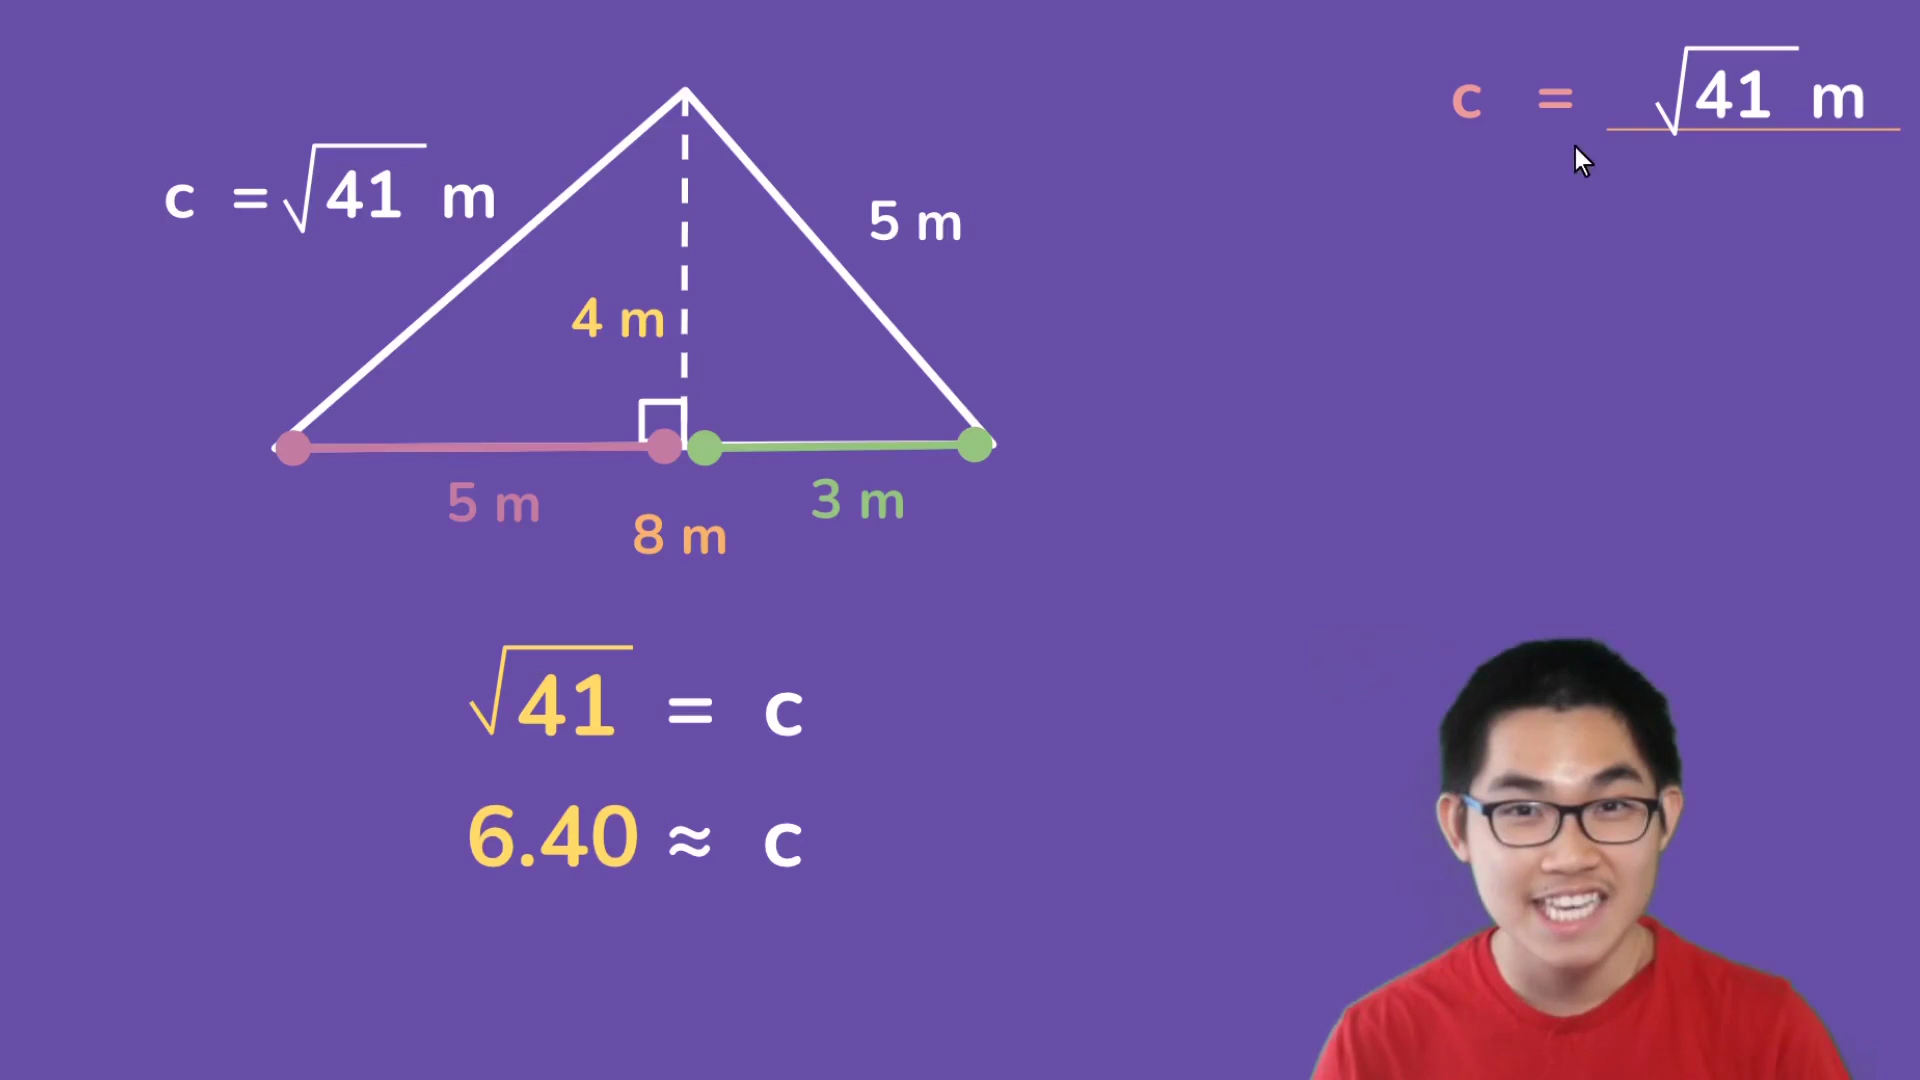 c = √41 m
c = √41 m
5 m
4 m
5 m
3 m
8 m
√41 = c
6.40 ≈ c